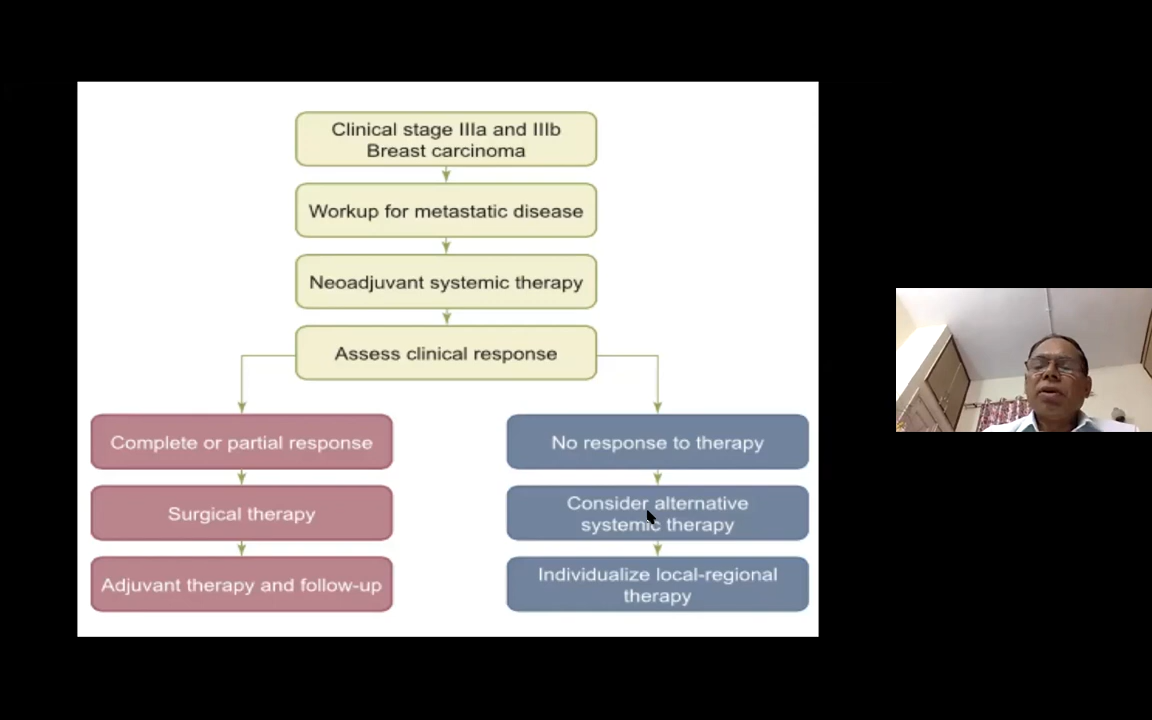 Clinical stage IIIa and IIIb
Breast carcinoma
Workup for metastatic disease
Neoadjuvant systemic therapy
Assess clinical response
Complete or partial response
Surgical therapy
Adjuvant therapy and follow-up
No response to therapy
Consider alternative
systemic therapy
Individualize local-regional
therapy